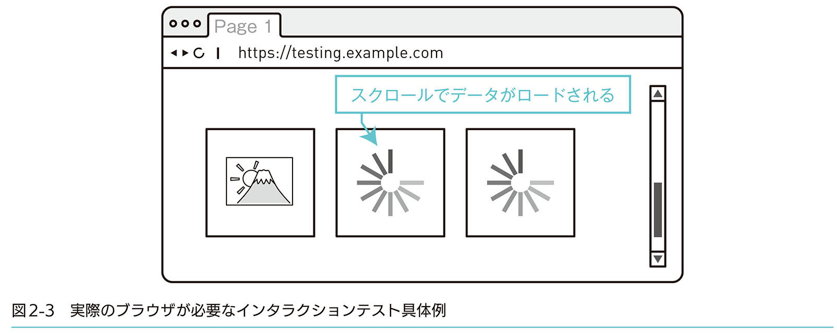 Page 1
https://testing.example.com
スクロールでデータがロードされる
図2-3 実際のブラウザが必要なインタラクションテスト具体例